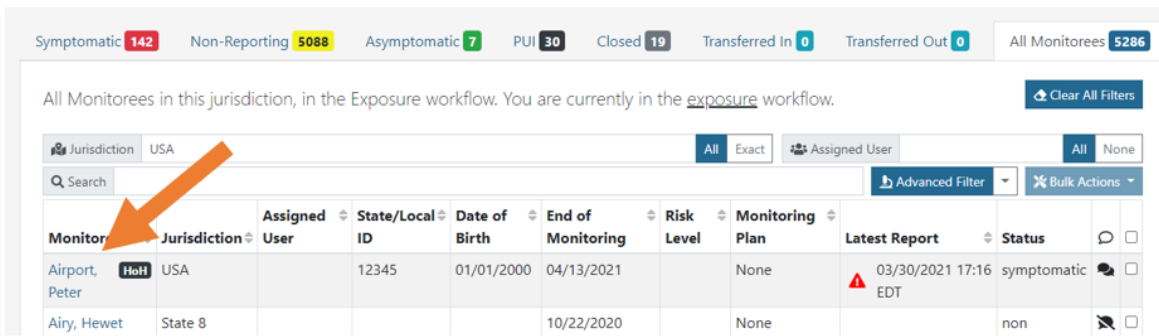 Symptomatic 142 Non-Reporting 5088 Asymptomatic 7 PUI 30 Closed 19 Transferred In 0 Transferred Out 0 All Monitorees 5286
All Monitorees in this jurisdiction, in the Exposure workflow. You are currently in the exposure workflow.
Clear All Filters
Jurisdiction USA All Exact Assigned User All None
Search Advanced Filter Bulk Actions
Assigned State/Local Date of End of Risk Monitoring
Jurisdiction User ID Birth Monitoring Level Plan Latest Report Status
Airport, HoH USA 12345 01/01/2000 04/13/2021 None 03/30/2021 17:16 symptomatic
Peter EDT
Airy, Hewet State 8 10/22/2020 None non